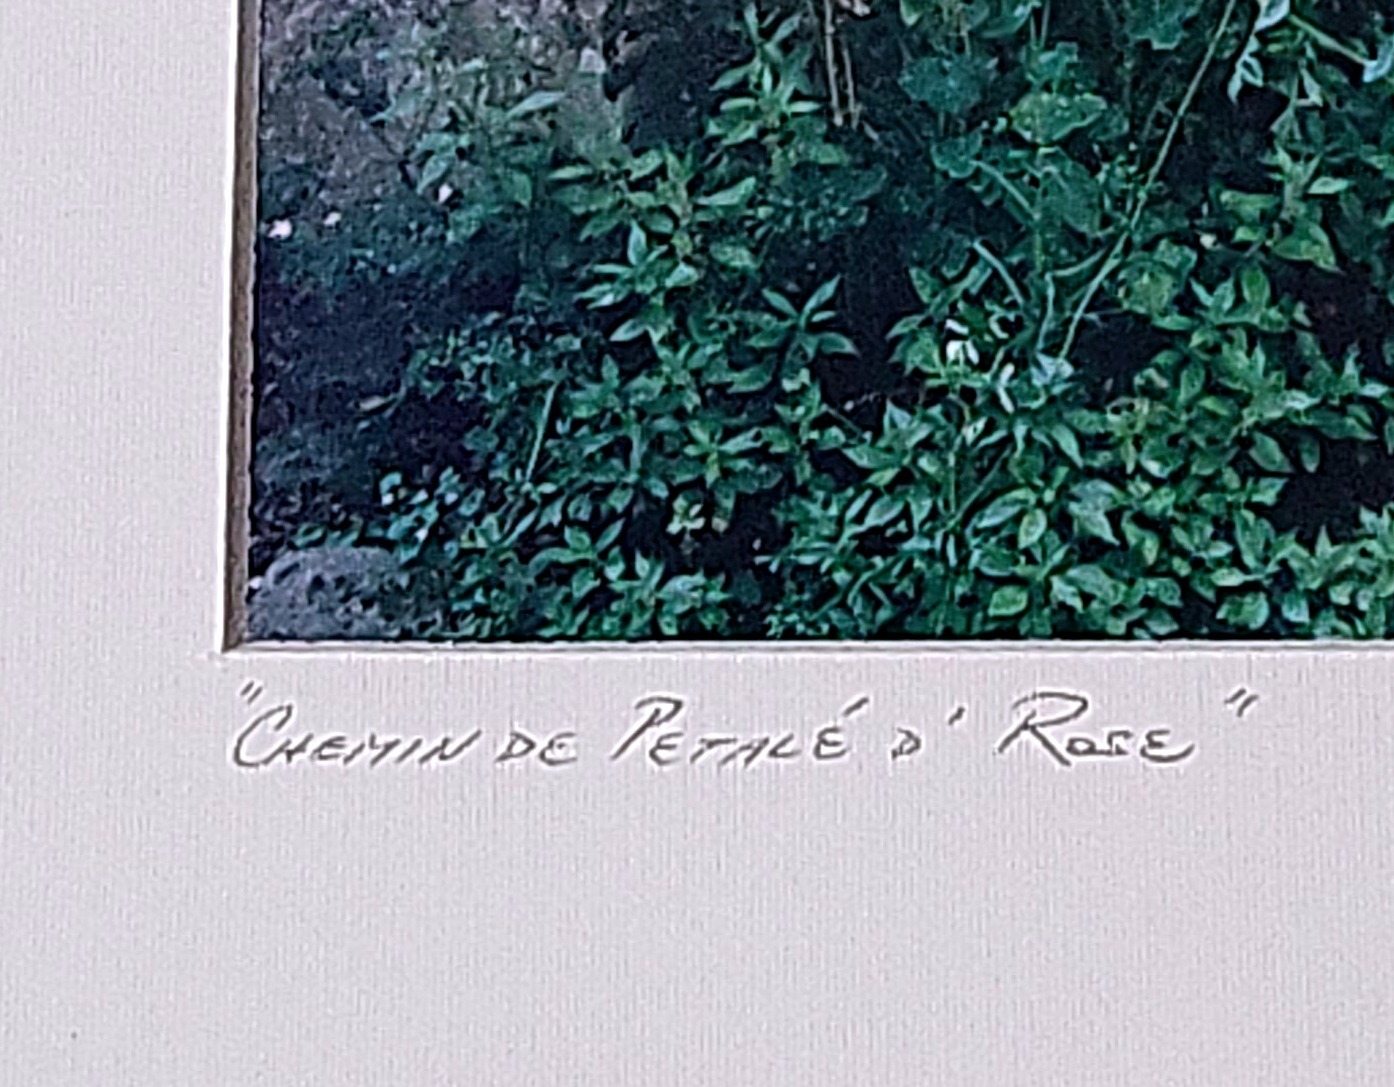 "CHEMIN DE PETALÉ D' ROSE"